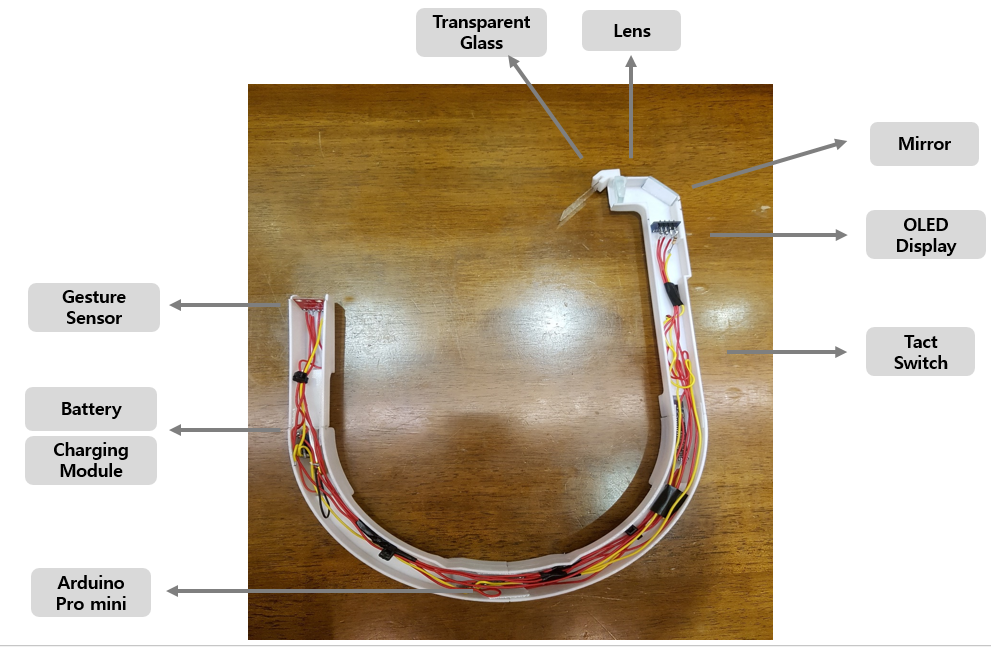 Transparent
Glass
Lens
Mirror
OLED
Display
Gesture
Sensor
Tact
Switch
Battery
Charging
Module
Arduino
Pro mini